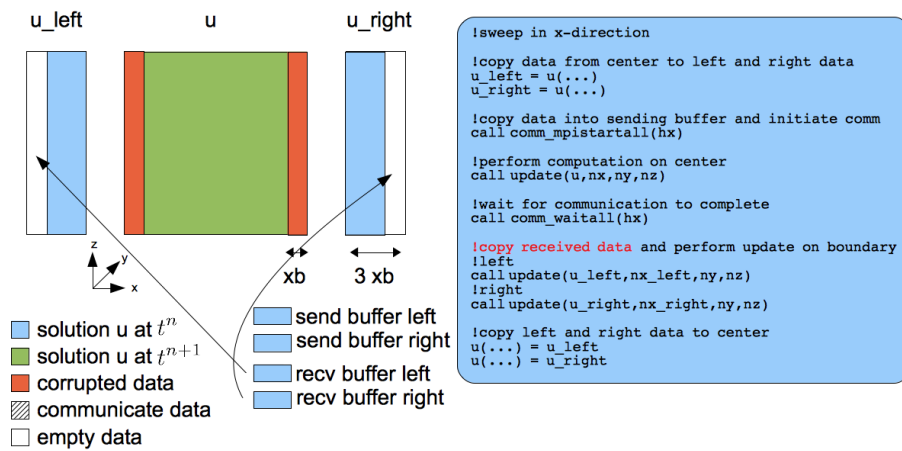 u_left u u_right
z
y
x
xb
3 xb
solution u at t^n
solution u at t^{n+1}
corrupted data
communicate data
empty data
send buffer left
send buffer right
recv buffer left
recv buffer right
!sweep in x-direction
!copy data from center to left and right data
u_left = u(...)
u_right = u(...)
!copy data into sending buffer and initiate comm
call comm_mpistartall(hx)
!perform computation on center
call update(u,nx,ny,nz)
!wait for communication to complete
call comm_waitall(hx)
!copy received data and perform update on boundary
!left
call update(u_left,nx_left,ny,nz)
!right
call update(u_right,nx_right,ny,nz)
!copy left and right data to center
u(...) = u_left
u(...) = u_right